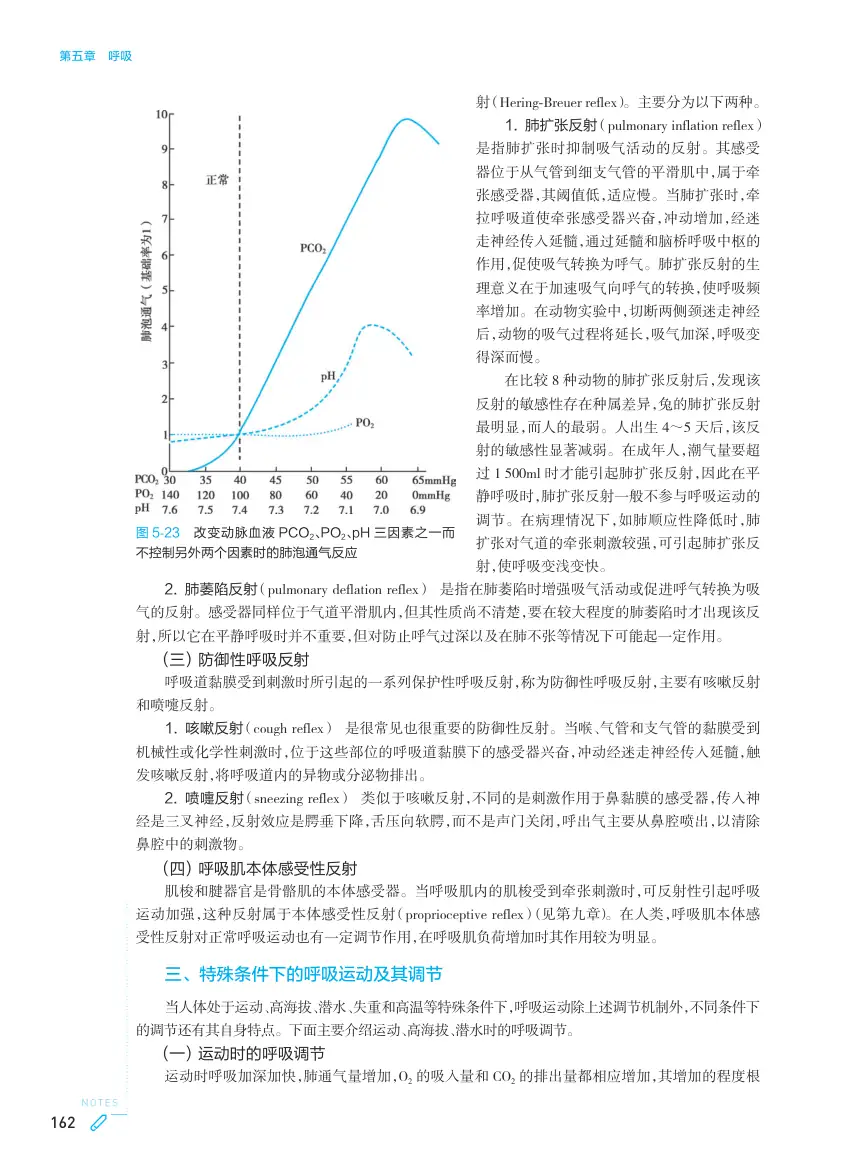 第五章 呼吸
10
9
8
7
6
5
4
3
2
1
0
肺泡通气（基础率为1）
正常
PCO₂
pH
PO₂
PCO₂ 30 35 40 45 50 55 60 65mmHg
PO₂ 140 120 100 80 60 40 20 0mmHg
pH 7.6 7.5 7.4 7.3 7.2 7.1 7.0 6.9
图 5-23 改变动脉血液 PCO₂、PO₂、pH 三因素之一而
不控制另外两个因素时的肺泡通气反应
射（Hering-Breuer reflex）。主要分为以下两种。
1. 肺扩张反射（pulmonary inflation reflex）
是指肺扩张时抑制吸气活动的反射。其感受
器位于从气管到细支气管的平滑肌中，属于牵
张感受器，其阈值低，适应慢。当肺扩张时，牵
拉呼吸道使牵张感受器兴奋，冲动增加，经迷
走神经传入延髓，通过延髓和脑桥呼吸中枢的
作用，促使吸气转换为呼气。肺扩张反射的生
理意义在于加速吸气向呼气的转换，使呼吸频
率增加。在动物实验中，切断两侧颈迷走神经
后，动物的吸气过程将延长，吸气加深，呼吸变
得深而慢。
在比较 8 种动物的肺扩张反射后，发现该
反射的敏感性存在种属差异，兔的肺扩张反射
最明显，而人的最弱。人出生 4～5 天后，该反
射的敏感性显著减弱。在成年人，潮气量要超
过 1 500ml 时才能引起肺扩张反射，因此在平
静呼吸时，肺扩张反射一般不参与呼吸运动的
调节。在病理情况下，如肺顺应性降低时，肺
扩张对气道的牵张刺激较强，可引起肺扩张反
射，使呼吸变浅变快。
2. 肺萎陷反射（pulmonary deflation reflex） 是指在肺萎陷时增强吸气活动或促进呼气转换为吸
气的反射。感受器同样位于气道平滑肌内，但其性质尚不清楚，要在较大程度的肺萎陷时才出现该反
射，所以它在平静呼吸时并不重要，但对防止呼气过深以及在肺不张等情况下可能起一定作用。
（三）防御性呼吸反射
呼吸道黏膜受到刺激时所引起的一系列保护性呼吸反射，称为防御性呼吸反射，主要有咳嗽反射
和喷嚏反射。
1. 咳嗽反射（cough reflex） 是很常见也很重要的防御性反射。当喉、气管和支气管的黏膜受到
机械性或化学性刺激时，位于这些部位的呼吸道黏膜下的感受器兴奋，冲动经迷走神经传入延髓，触
发咳嗽反射，将呼吸道内的异物或分泌物排出。
2. 喷嚏反射（sneezing reflex） 类似于咳嗽反射，不同的是刺激作用于鼻黏膜的感受器，传入神
经是三叉神经，反射效应是腭垂下降，舌压向软腭，而不是声门关闭，呼出气主要从鼻腔喷出，以清除
鼻腔中的刺激物。
（四）呼吸肌本体感受性反射
肌梭和腱器官是骨骼肌的本体感受器。当呼吸肌内的肌梭受到牵张刺激时，可反射性引起呼吸
运动加强，这种反射属于本体感受性反射（proprioceptive reflex）（见第九章）。在人类，呼吸肌本体感
受性反射对正常呼吸运动也有一定调节作用，在呼吸肌负荷增加时其作用较为明显。
三、特殊条件下的呼吸运动及其调节
当人体处于运动、高海拔、潜水、失重和高温等特殊条件下，呼吸运动除上述调节机制外，不同条件下
的调节还有其自身特点。下面主要介绍运动、高海拔、潜水时的呼吸调节。
（一）运动时的呼吸调节
运动时呼吸加深加快，肺通气量增加，O₂ 的吸入量和 CO₂ 的排出量都相应增加，其增加的程度根
NOTES
162